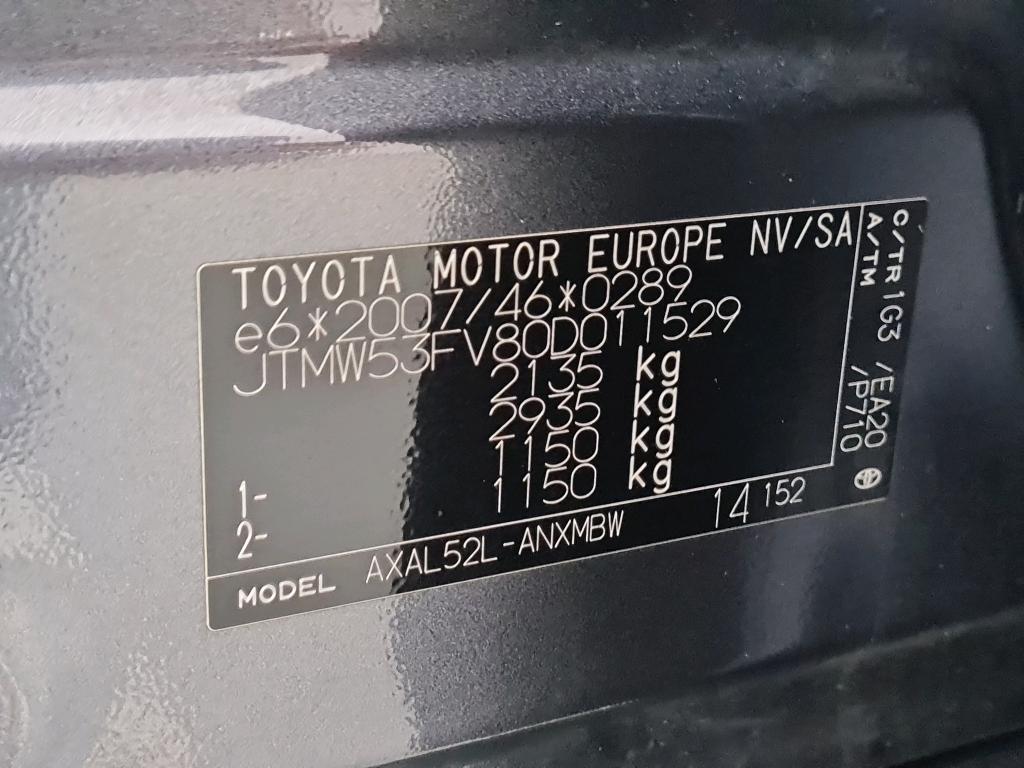 TOYOTA MOTOR EUROPE NV/SA
e6*2007/46*0289
JTMW53FV80D011529
2135 kg
2935 kg
1- 1150 kg
2- 1150 kg
MODEL AXAL52L-ANXMBW 14 152
C/TR 1G3 /EA20
A/TM /P710